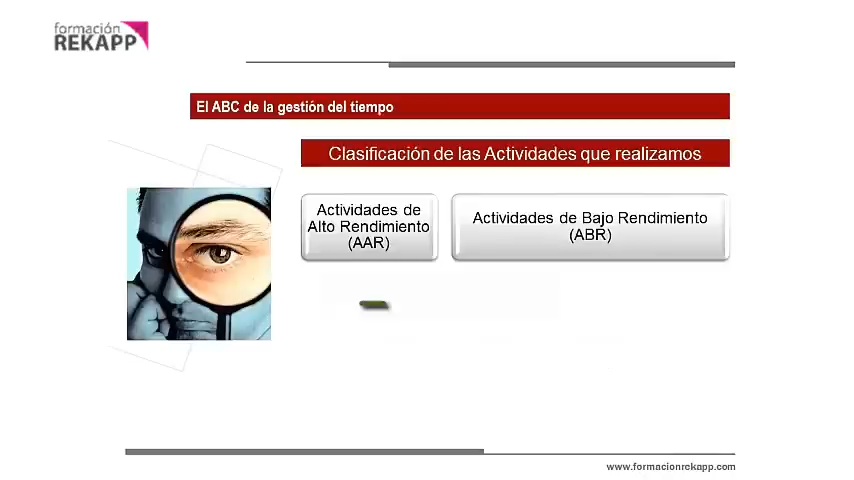 formación
REKAPP
El ABC de la gestión del tiempo
Clasificación de las Actividades que realizamos
Actividades de
Alto Rendimiento
(AAR)
Actividades de Bajo Rendimiento
(ABR)
www.formacionrekapp.com